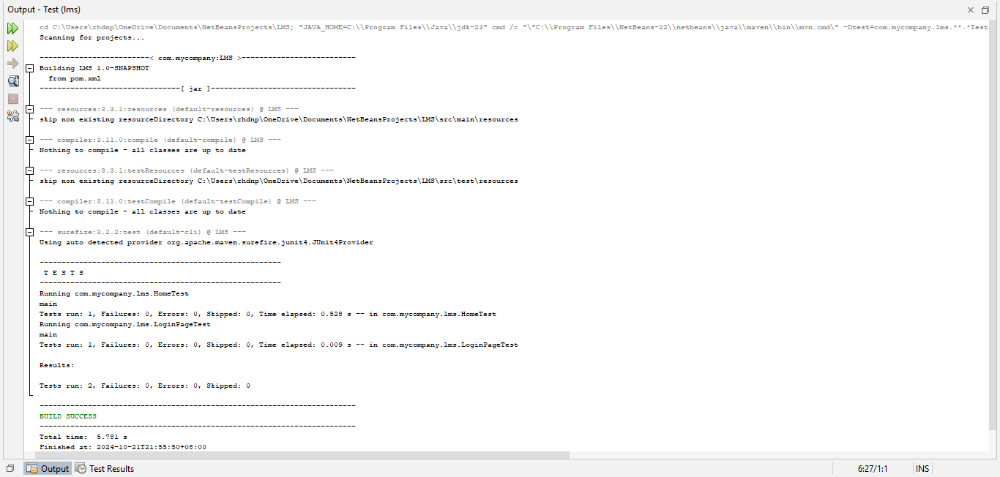 Output - Test (lms)
cd C:\Users\rhdnp\OneDrive\Documents\NetBeansProjects\LMS; "JAVA_HOME=C:\\Program Files\\Java\\jdk-23" cmd /c "\"C:\\Program Files\\NetBeans-22\\netbeans\\java\\maven\\bin\\mvn.cmd\" -Dtest=com.mycompany.lms.**.*Test
Scanning for projects...
-------------------------< com.mycompany:LMS >--------------------------
Building LMS 1.0-SNAPSHOT
from pom.xml
--------------------------------[ jar ]---------------------------------
--- resources:3.3.1:resources (default-resources) @ LMS ---
skip non existing resourceDirectory C:\Users\rhdnp\OneDrive\Documents\NetBeansProjects\LMS\src\main\resources
--- compiler:3.11.0:compile (default-compile) @ LMS ---
Nothing to compile - all classes are up to date
--- resources:3.3.1:testResources (default-testResources) @ LMS ---
skip non existing resourceDirectory C:\Users\rhdnp\OneDrive\Documents\NetBeansProjects\LMS\src\test\resources
--- compiler:3.11.0:testCompile (default-testCompile) @ LMS ---
Nothing to compile - all classes are up to date
--- surefire:3.2.2:test (default-cli) @ LMS ---
Using auto detected provider org.apache.maven.surefire.junit4.JUnit4Provider
-------------------------------------------------------
T E S T S
-------------------------------------------------------
Running com.mycompany.lms.HomeTest
main
Tests run: 1, Failures: 0, Errors: 0, Skipped: 0, Time elapsed: 0.528 s -- in com.mycompany.lms.HomeTest
Running com.mycompany.lms.LoginPageTest
main
Tests run: 1, Failures: 0, Errors: 0, Skipped: 0, Time elapsed: 0.009 s -- in com.mycompany.lms.LoginPageTest
Results:
Tests run: 2, Failures: 0, Errors: 0, Skipped: 0
------------------------------------------------------------------------
BUILD SUCCESS
------------------------------------------------------------------------
Total time:  5.781 s
Finished at: 2024-10-21T21:55:50+08:00
Output Test Results 6:27/1:1 INS